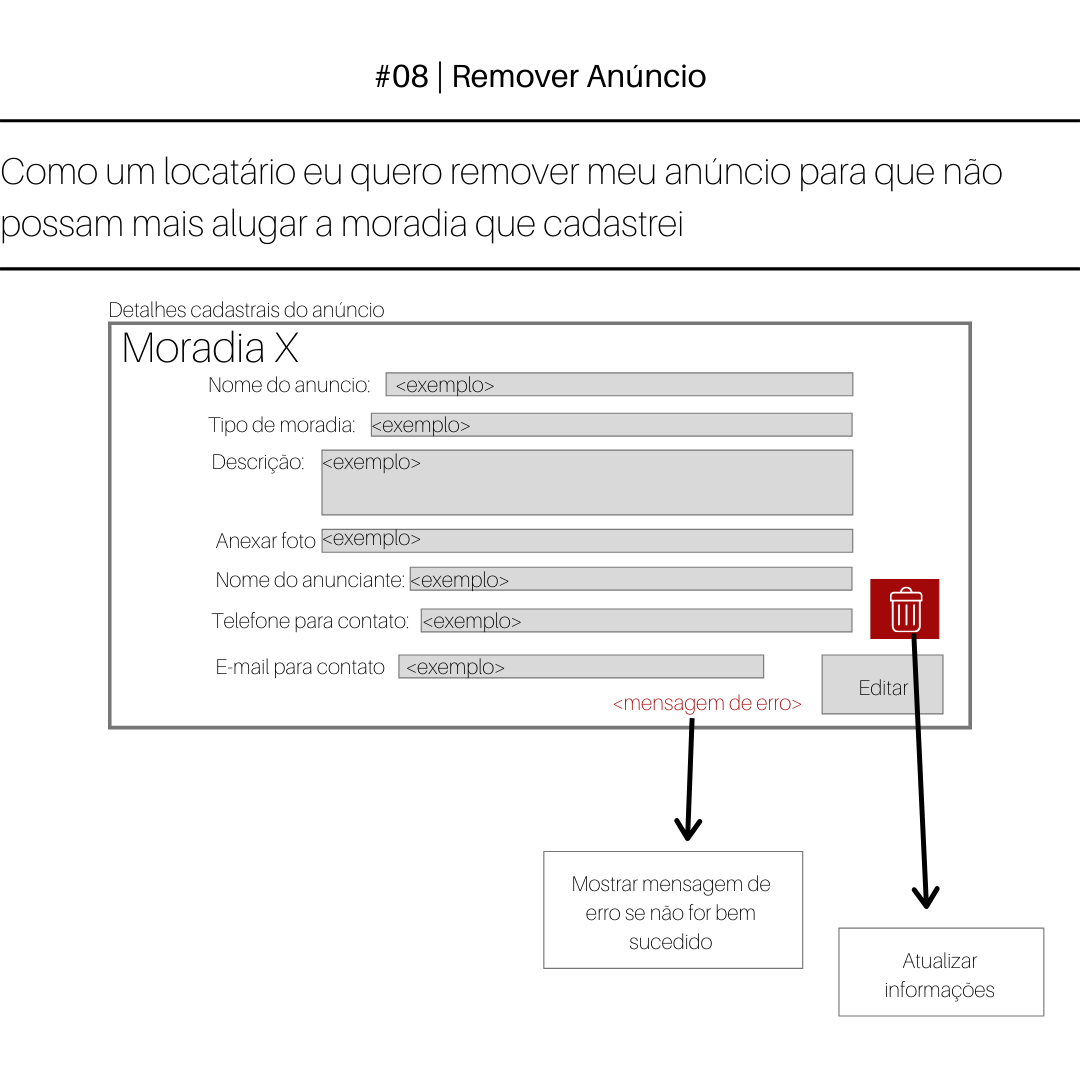 #08 | Remover Anúncio
Como um locatário eu quero remover meu anúncio para que não
possam mais alugar a moradia que cadastrei
Detalhes cadastrais do anúncio
Moradia X
Nome do anuncio: <exemplo>
Tipo de moradia: <exemplo>
Descrição: <exemplo>
Anexar foto <exemplo>
Nome do anunciante: <exemplo>
Telefone para contato: <exemplo>
E-mail para contato <exemplo>
Editar
<mensagem de erro>
Mostrar mensagem de
erro se não for bem
sucedido
Atualizar
informações